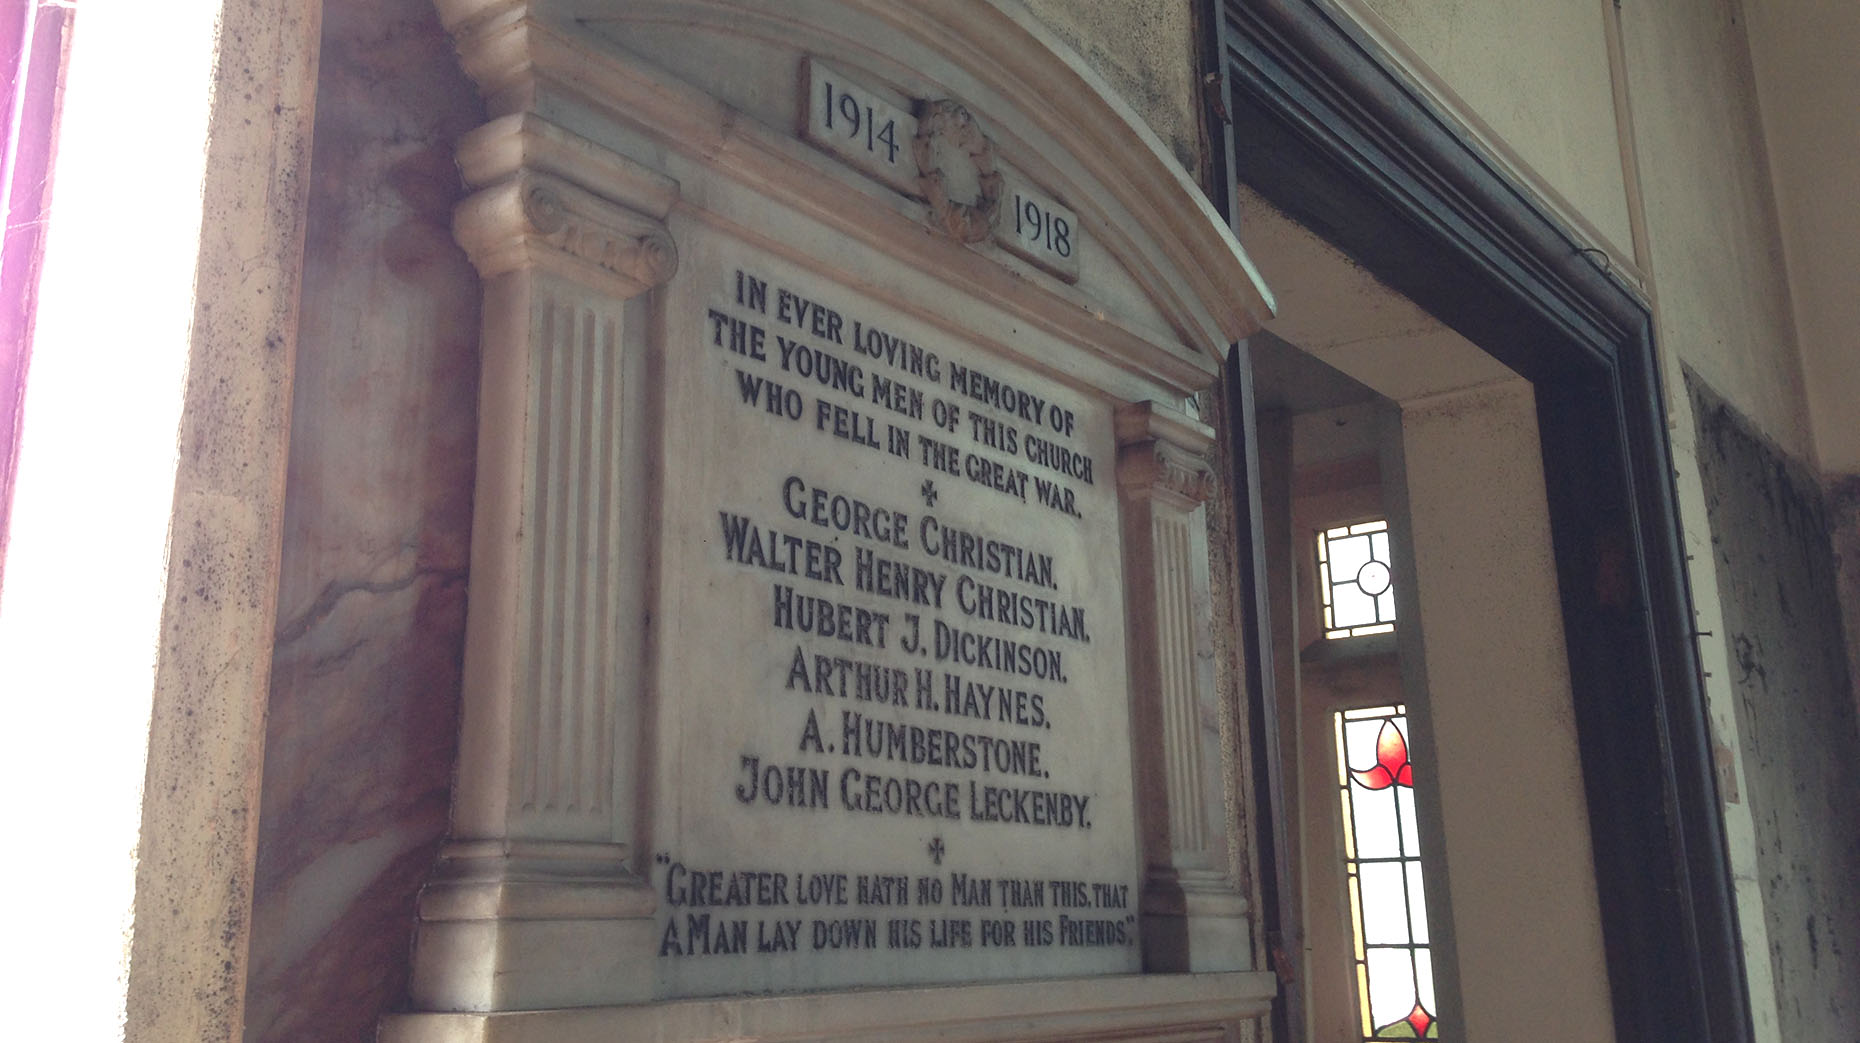 1914 1918
IN EVER LOVING MEMORY OF
THE YOUNG MEN OF THIS CHURCH
WHO FELL IN THE GREAT WAR.
GEORGE CHRISTIAN.
WALTER HENRY CHRISTIAN.
HUBERT J. DICKINSON.
ARTHUR H. HAYNES.
A. HUMBERSTONE.
JOHN GEORGE LECKENBY.
"GREATER LOVE HATH NO MAN THAN THIS, THAT
A MAN LAY DOWN HIS LIFE FOR HIS FRIENDS."